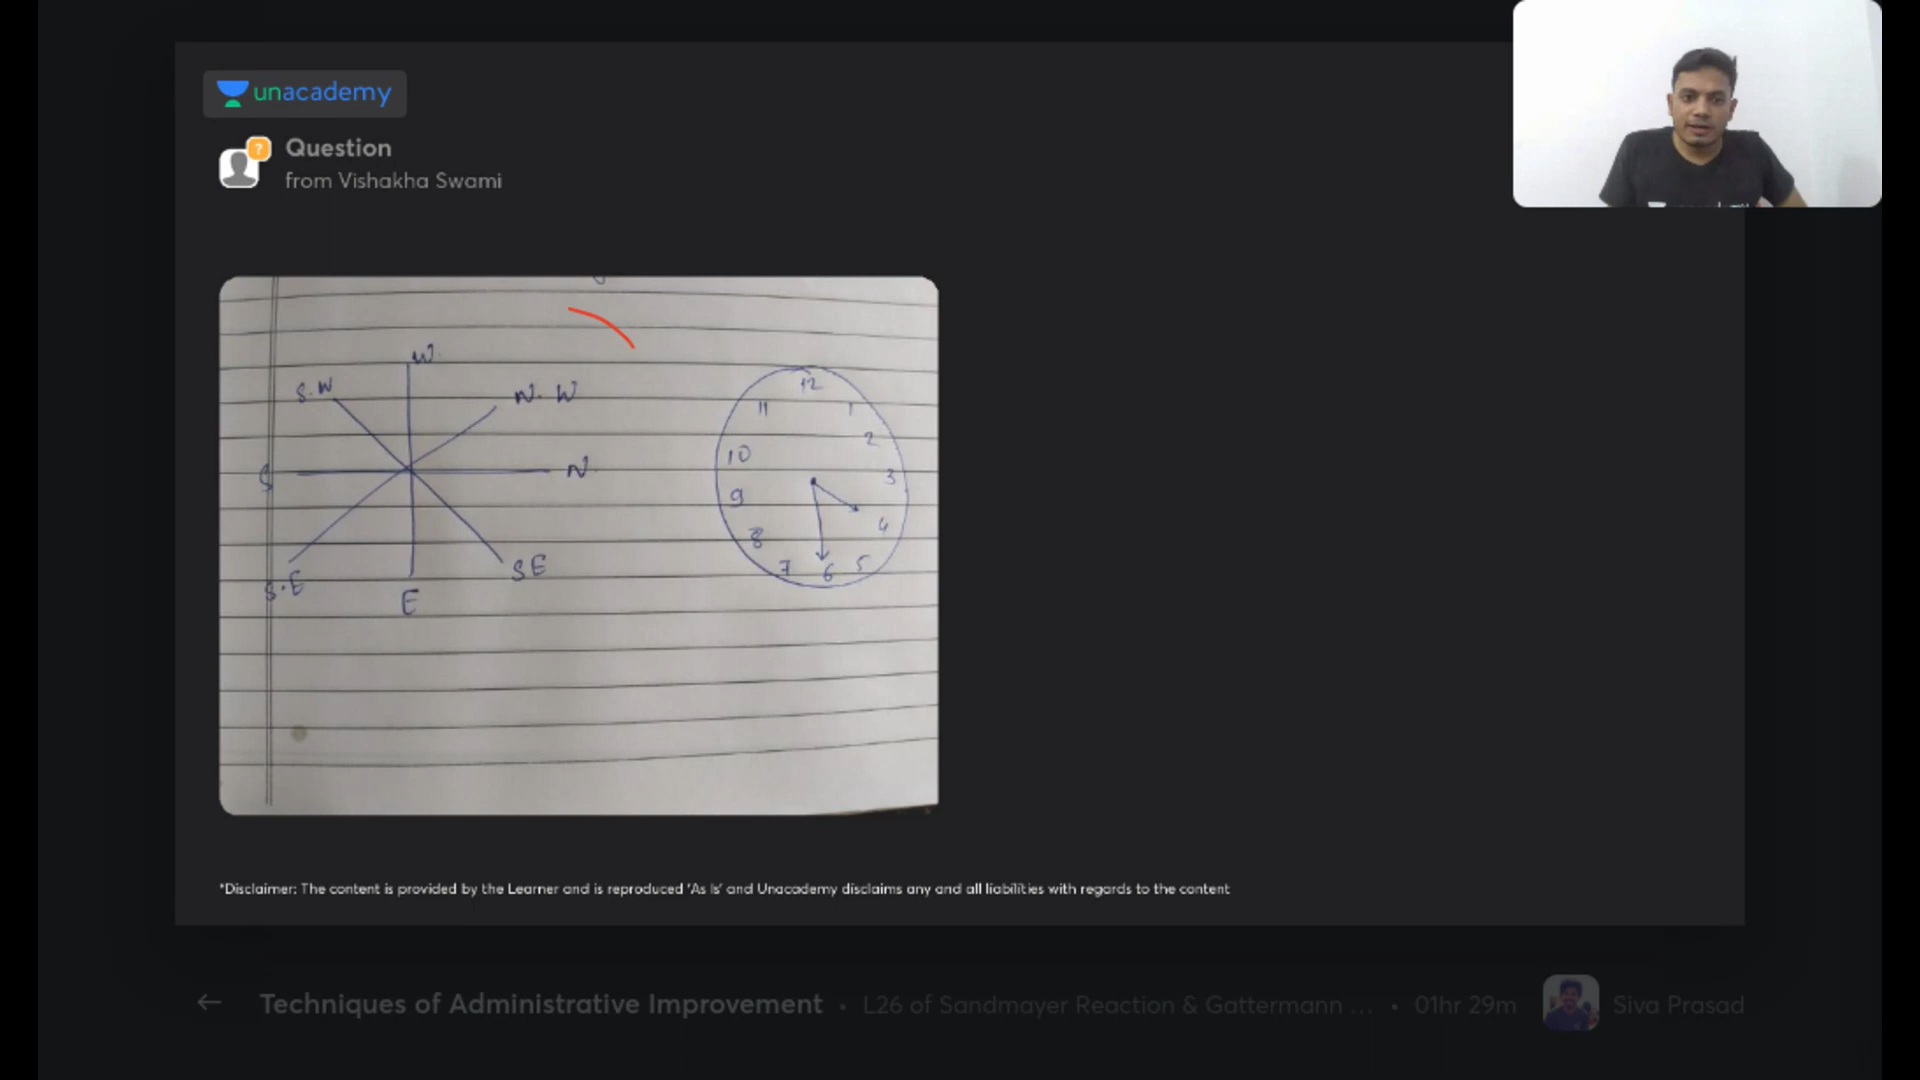 unacademy
?
Question
from Vishakha Swami
W.
S.W
N.W
S
N.
S.E
SE
E
12
11
1
10
2
9
3
8
4
7
6
5
*Disclaimer: The content is provided by the Learner and is reproduced 'As Is' and Unacademy disclaims any and all liabilities with regards to the content
← Techniques of Administrative Improvement • L26 of Sandmayer Reaction & Gattermann ... • 01hr 29m Siva Prasad